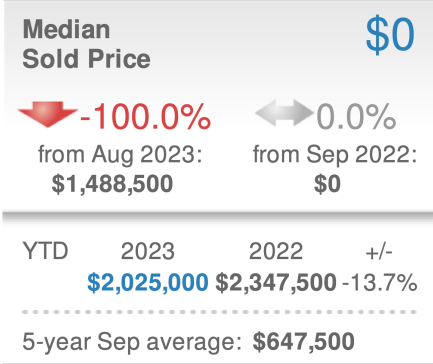 Median $0
Sold Price
-100.0% 0.0%
from Aug 2023: from Sep 2022:
$1,488,500 $0
YTD 2023 2022 +/-
$2,025,000 $2,347,500 -13.7%
5-year Sep average: $647,500